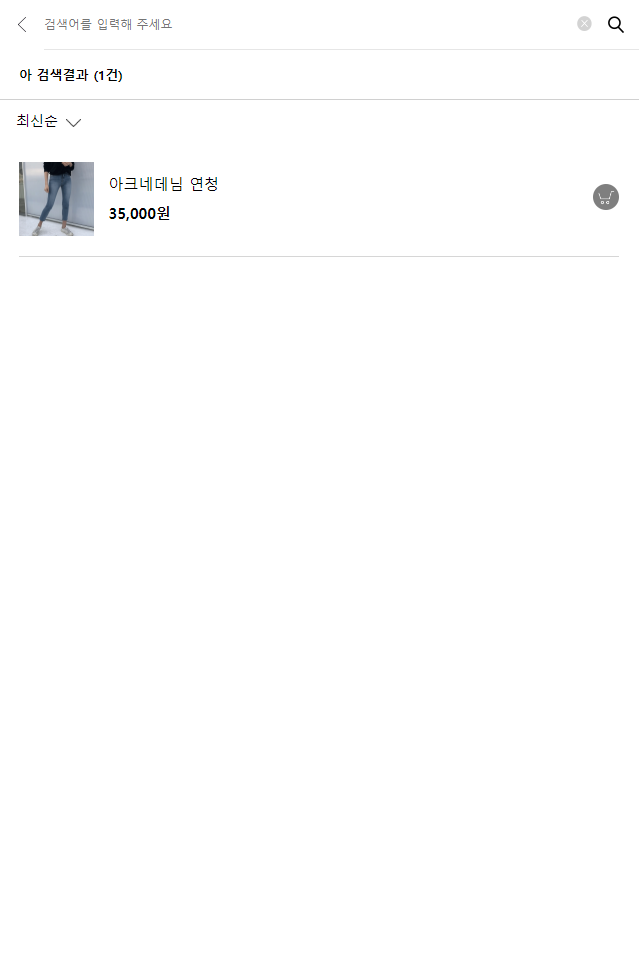 검색어를 입력해 주세요
아 검색결과 (1건)
최신순
아크네데님 연청
35,000원